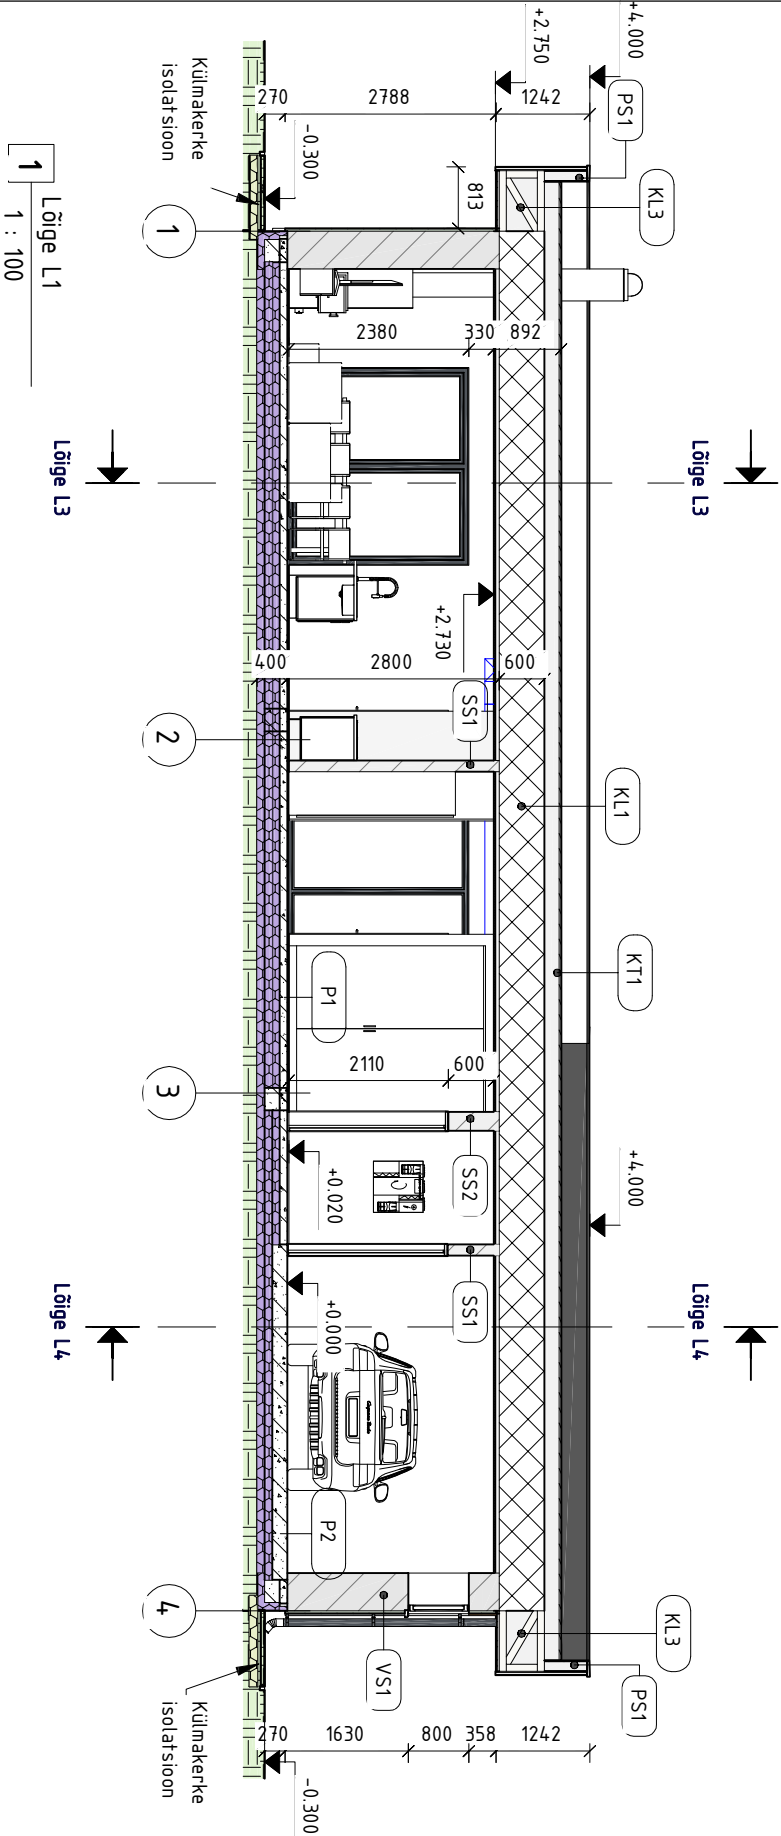 +4.000
+2.750
1242
2788
270
PS1
KL3
-0.300
813
Külmakerke
isolatsioon
1
1
Lõige L1
1 : 100
892
330
2380
Lõige L3
Lõige L3
+2.730
600
2800
400
SS1
2
KL1
KT1
P1
600
2110
3
SS2
+0.020
+4.000
SS1
+0.000
Lõige L4
Lõige L4
P2
4
VS1
KL3
PS1
Külmakerke
isolatsioon
1242
358
800
1630
270
-0.300